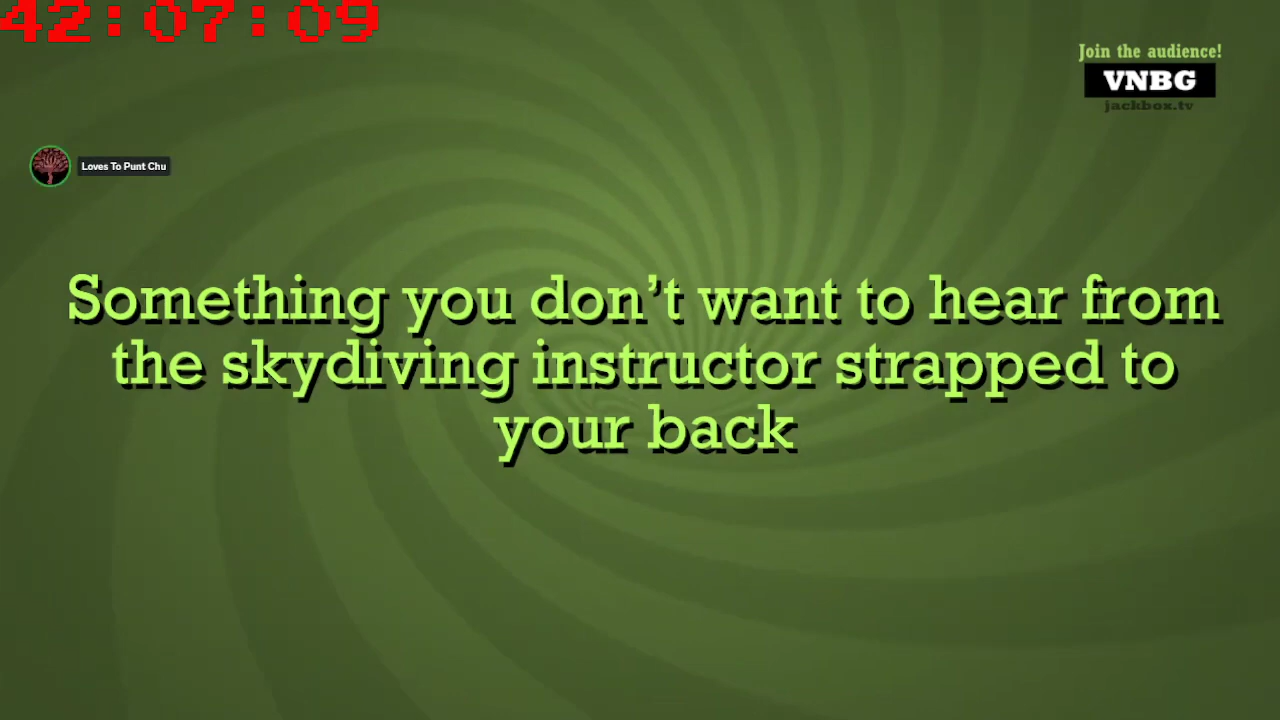 42:07:09
Join the audience!
VNBG
jackbox.tv
Loves To Punt Chu
Something you don’t want to hear from
the skydiving instructor strapped to
your back